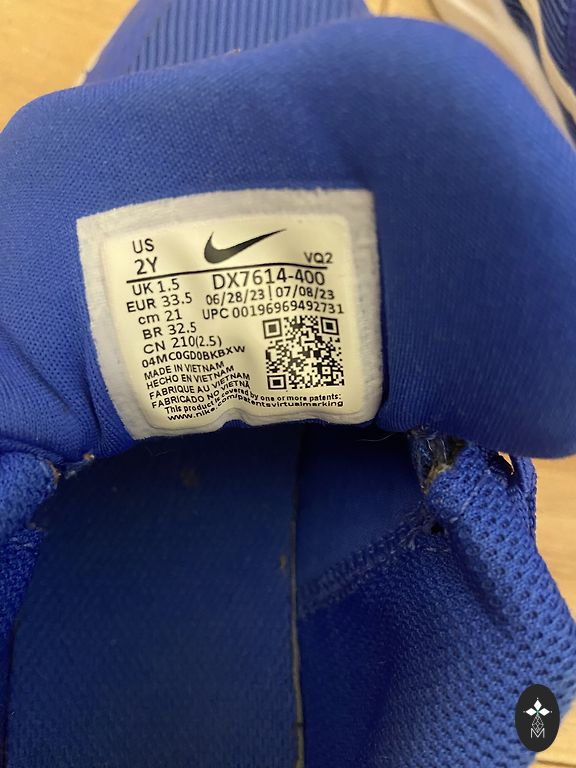 US
2Y
VQ2
UK 1.5
DX7614-400
EUR 33.5
06/28/23 | 07/08/23
cm 21
UPC 00196969492731
BR 32.5
CN 210(2.5)
04MC0GD0BKBXW
MADE IN VIETNAM
HECHO EN VIETNAM
FABRIQUE AU VIETNAM
FABRICADO NO VIETNÃ
This product is covered by one or more patents:
www.nike.com/patentsvirtualmarking
M